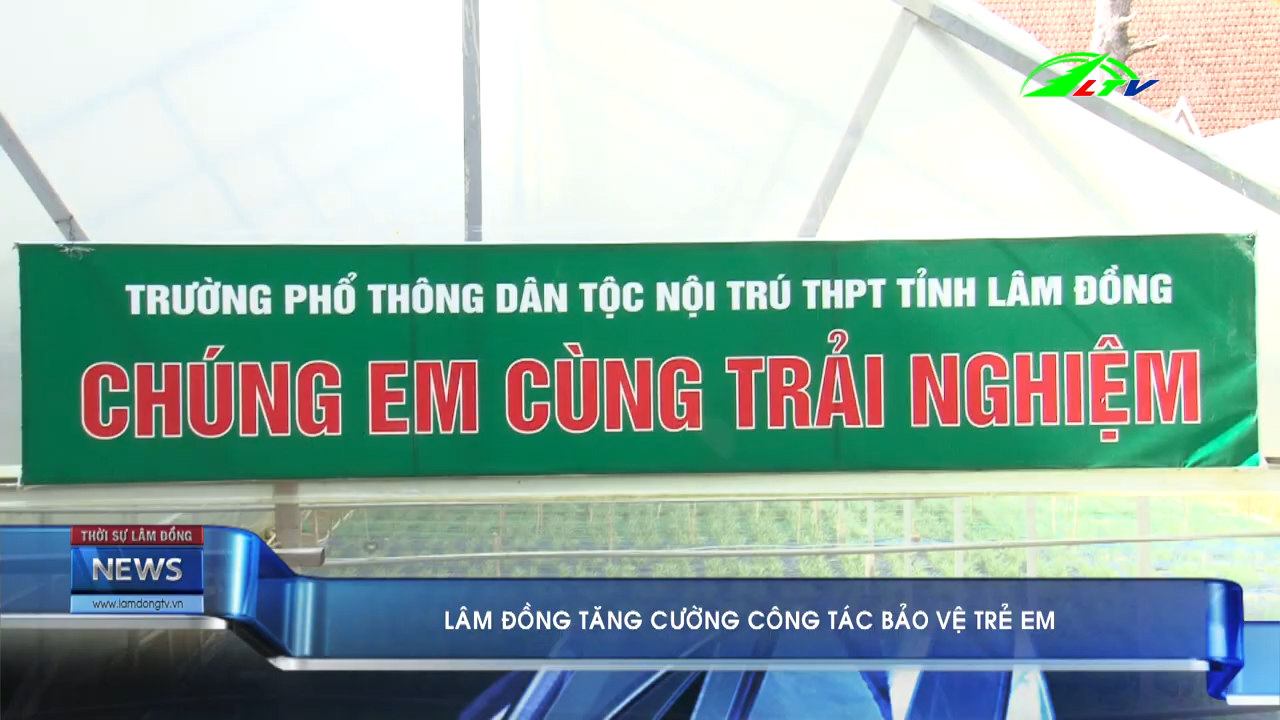 LTV
TRƯỜNG PHỔ THÔNG DÂN TỘC NỘI TRÚ THPT TỈNH LÂM ĐỒNG
CHÚNG EM CÙNG TRẢI NGHIỆM
THỜI SỰ LÂM ĐỒNG
NEWS
www.lamdongtv.vn
LÂM ĐỒNG TĂNG CƯỜNG CÔNG TÁC BẢO VỆ TRẺ EM